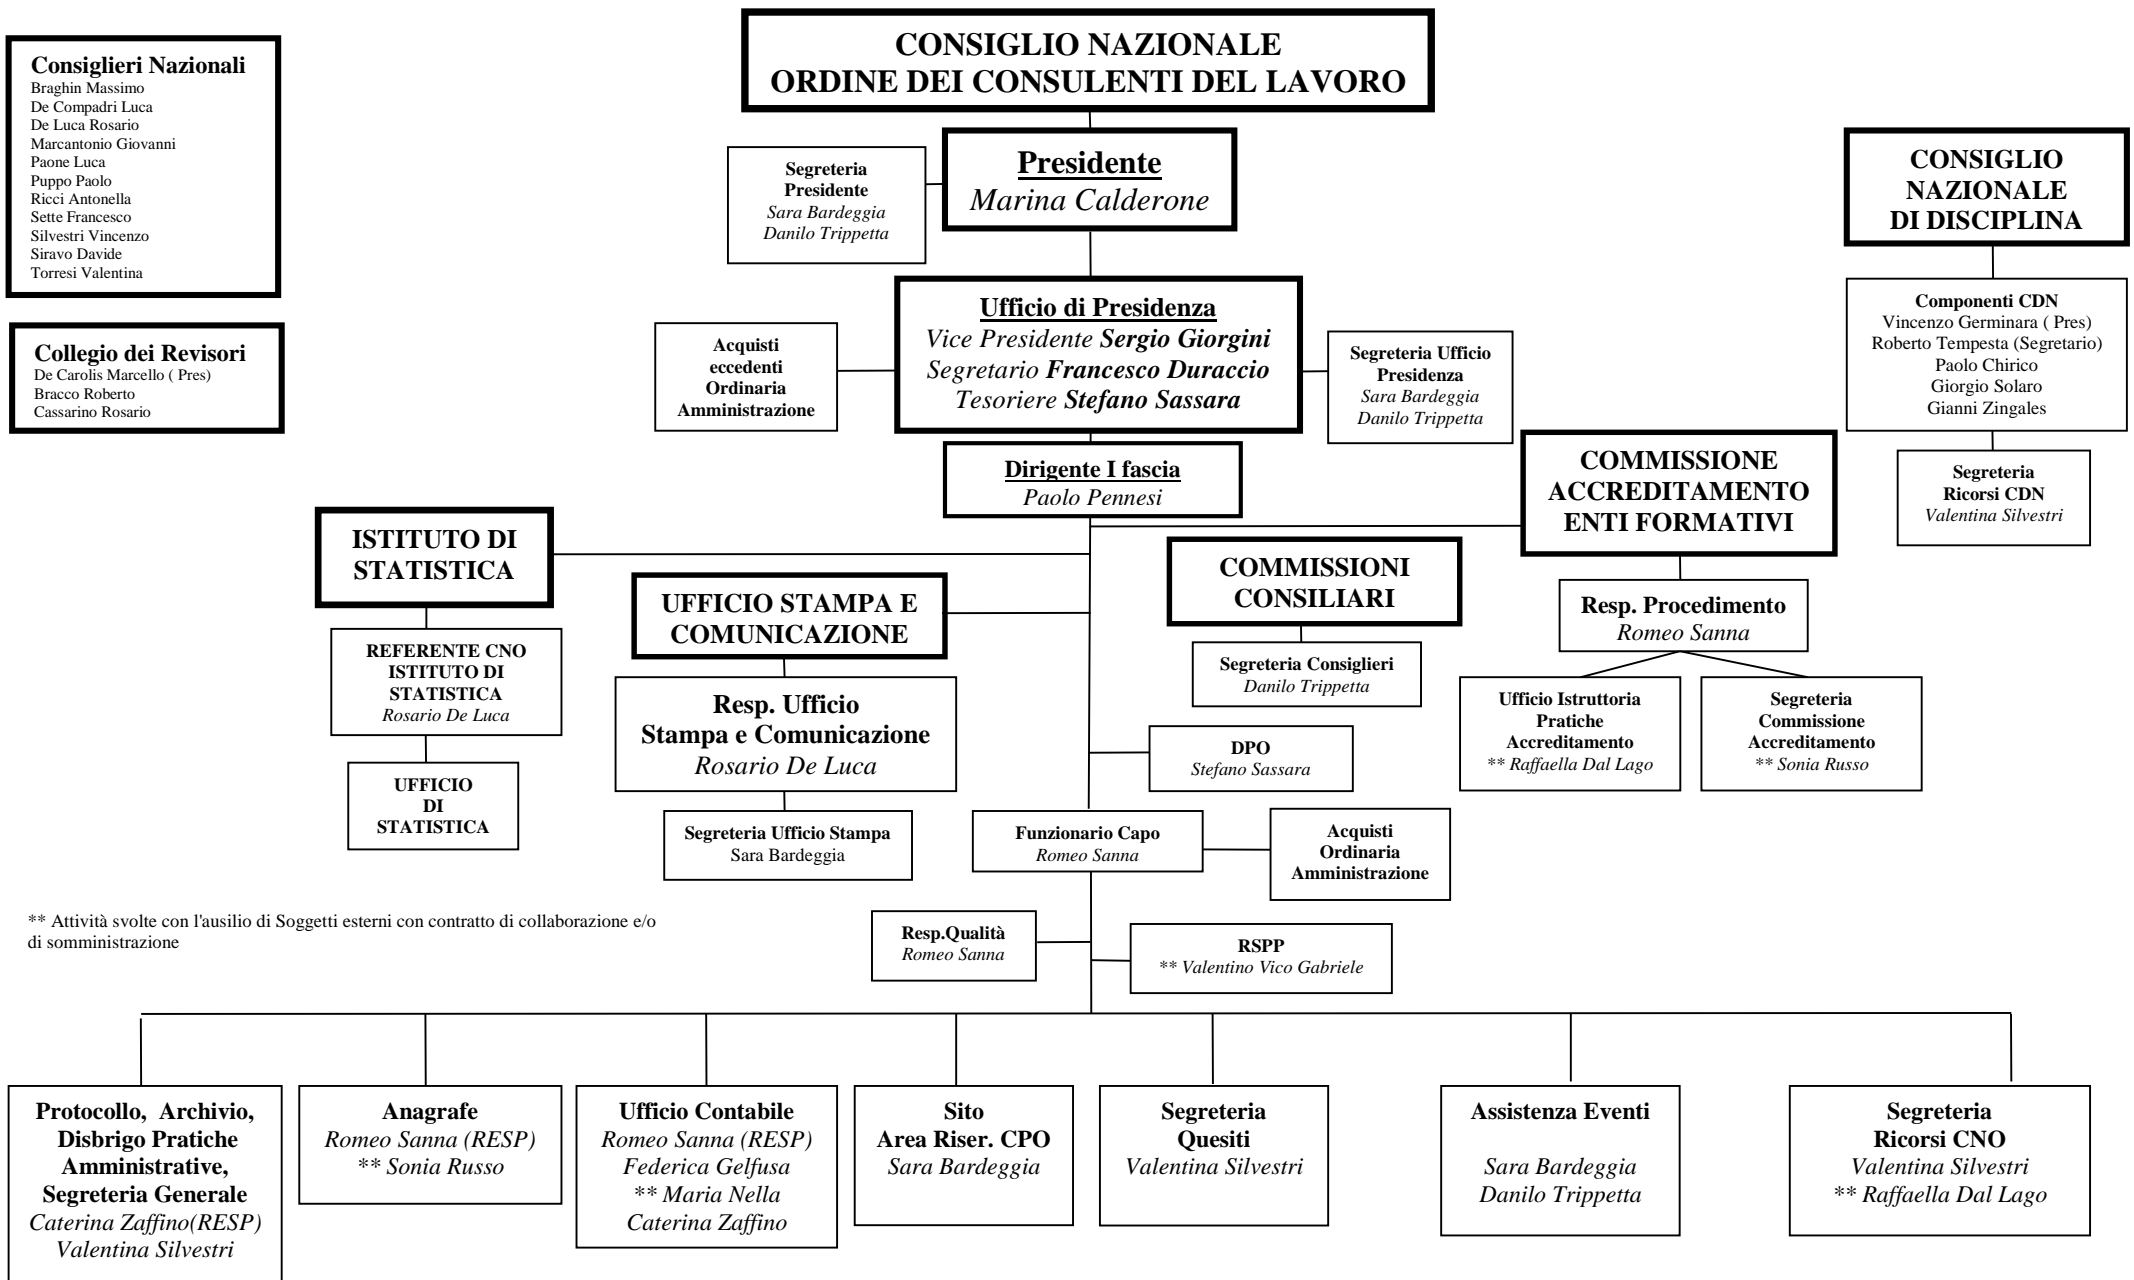 CONSIGLIO NAZIONALE
ORDINE DEI CONSULENTI DEL LAVORO
Consiglieri Nazionali
Braghin Massimo
De Compadri Luca
De Luca Rosario
Marcantonio Giovanni
Paone Luca
Puppo Paolo
Ricci Antonella
Sette Francesco
Silvestri Vincenzo
Siravo Davide
Torresi Valentina
Collegio dei Revisori
De Carolis Marcello ( Pres)
Bracco Roberto
Cassarino Rosario
Segreteria
Presidente
Sara Bardeggia
Danilo Trippetta
Presidente
Marina Calderone
CONSIGLIO
NAZIONALE
DI DISCIPLINA
Componenti CDN
Vincenzo Germinara ( Pres)
Roberto Tempesta (Segretario)
Paolo Chirico
Giorgio Solaro
Gianni Zingales
Segreteria
Ricorsi CDN
Valentina Silvestri
Acquisti
eccedenti
Ordinaria
Amministrazione
Ufficio di Presidenza
Vice Presidente Sergio Giorgini
Segretario Francesco Duraccio
Tesoriere Stefano Sassara
Segreteria Ufficio
Presidenza
Sara Bardeggia
Danilo Trippetta
Dirigente I fascia
Paolo Pennesi
ISTITUTO DI
STATISTICA
REFERENTE CNO
ISTITUTO DI
STATISTICA
Rosario De Luca
UFFICIO
DI
STATISTICA
UFFICIO STAMPA E
COMUNICAZIONE
Resp. Ufficio
Stampa e Comunicazione
Rosario De Luca
Segreteria Ufficio Stampa
Sara Bardeggia
COMMISSIONI
CONSILIARI
Segreteria Consiglieri
Danilo Trippetta
COMMISSIONE
ACCREDITAMENTO
ENTI FORMATIVI
Resp. Procedimento
Romeo Sanna
Ufficio Istruttoria
Pratiche
Accreditamento
** Raffaella Dal Lago
Segreteria
Commissione
Accreditamento
** Sonia Russo
DPO
Stefano Sassara
Funzionario Capo
Romeo Sanna
Acquisti
Ordinaria
Amministrazione
** Attività svolte con l'ausilio di Soggetti esterni con contratto di collaborazione e/o
di somministrazione
Resp.Qualità
Romeo Sanna
RSPP
** Valentino Vico Gabriele
Protocollo, Archivio,
Disbrigo Pratiche
Amministrative,
Segreteria Generale
Caterina Zaffino(RESP)
Valentina Silvestri
Anagrafe
Romeo Sanna (RESP)
** Sonia Russo
Ufficio Contabile
Romeo Sanna (RESP)
Federica Gelfusa
** Maria Nella
Caterina Zaffino
Sito
Area Riser. CPO
Sara Bardeggia
Segreteria
Quesiti
Valentina Silvestri
Assistenza Eventi
Sara Bardeggia
Danilo Trippetta
Segreteria
Ricorsi CNO
Valentina Silvestri
** Raffaella Dal Lago